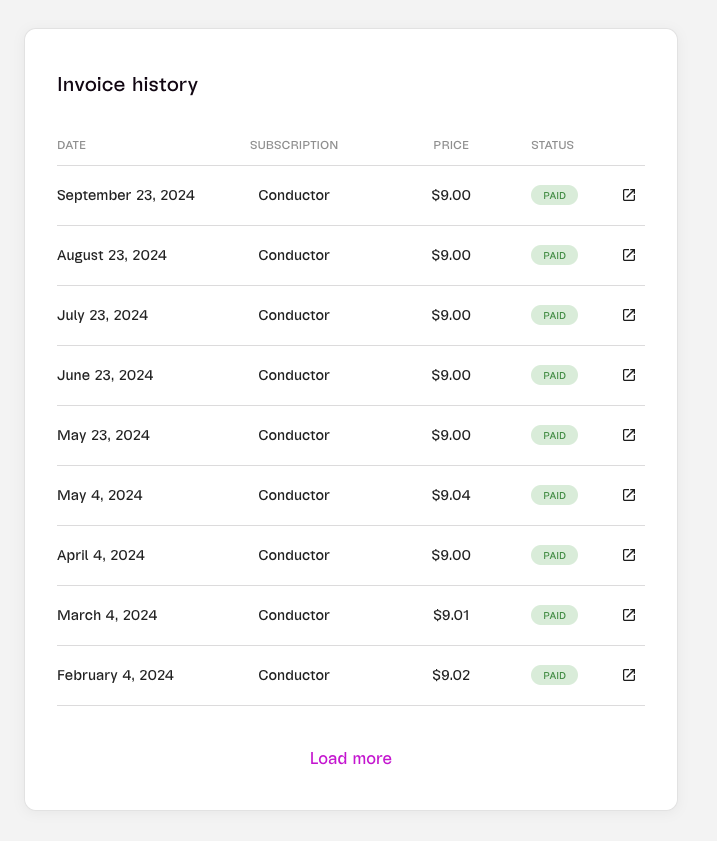 Invoice history
DATE SUBSCRIPTION PRICE STATUS
September 23, 2024 Conductor $9.00 PAID
August 23, 2024 Conductor $9.00 PAID
July 23, 2024 Conductor $9.00 PAID
June 23, 2024 Conductor $9.00 PAID
May 23, 2024 Conductor $9.00 PAID
May 4, 2024 Conductor $9.04 PAID
April 4, 2024 Conductor $9.00 PAID
March 4, 2024 Conductor $9.01 PAID
February 4, 2024 Conductor $9.02 PAID
Load more